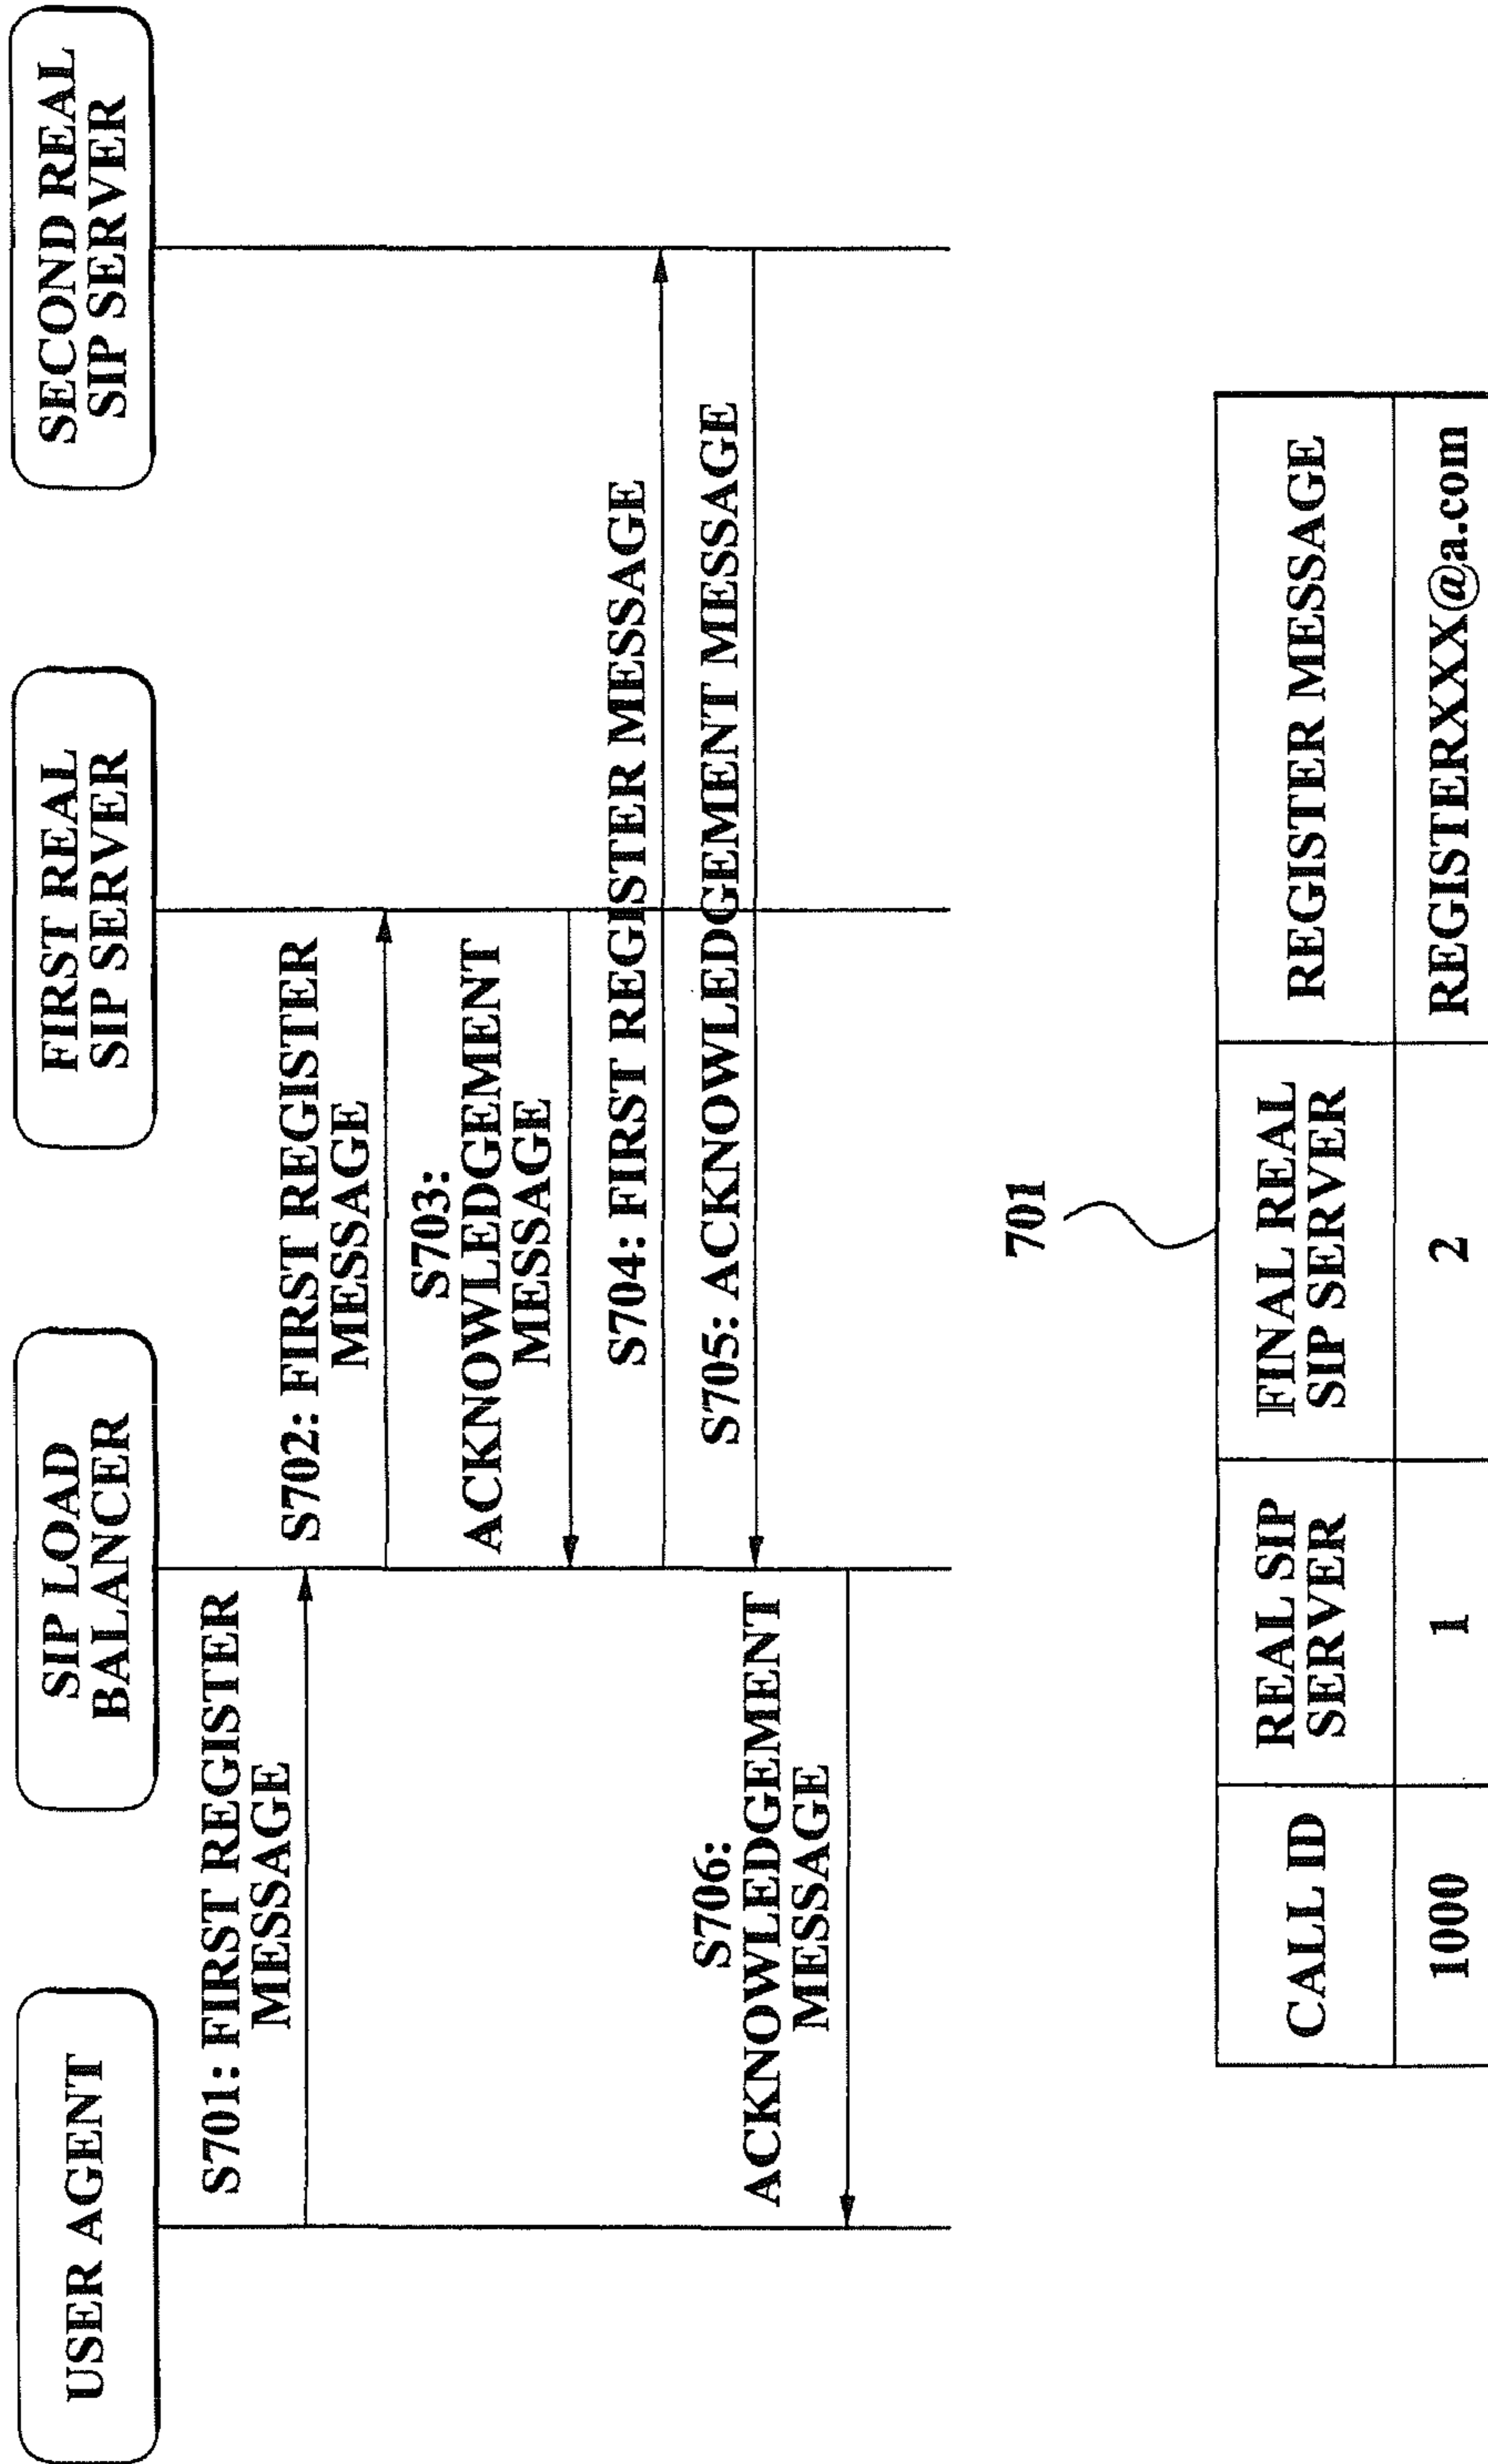 USER AGENT
SIP LOAD
BALANCER
FIRST REAL
SIP SERVER
SECOND REAL
SIP SERVER
S701: FIRST REGISTER
MESSAGE
S702: FIRST REGISTER
MESSAGE
S703:
ACKNOWLEDGEMENT
MESSAGE
S704: FIRST REGISTER MESSAGE
S705: ACKNOWLEDGEMENT MESSAGE
S706:
ACKNOWLEDGEMENT
MESSAGE
701
CALL ID
REAL SIP
SERVER
FINAL REAL
SIP SERVER
REGISTER MESSAGE
1000
1
2
REGISTERXXX@a.com